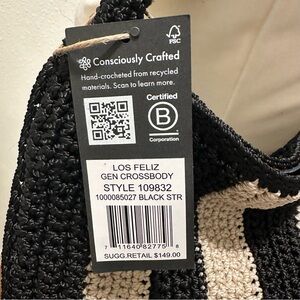 FSC
Consciously Crafted
Hand-crocheted from recycled
materials. Scan to learn more.
Certified
B
Corporation
LOS FELIZ
GEN CROSSBODY
STYLE 109832
1000085027 BLACK STR
7 11640 82775 8
SUGG.RETAIL $149.00